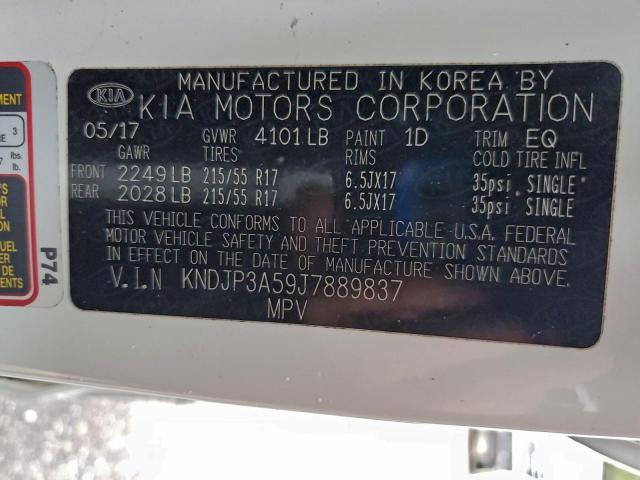 MANUFACTURED IN KOREA BY
KIA KIA MOTORS CORPORATION
05/17 GVWR 4101 LB PAINT 1D TRIM EQ
GAWR TIRES RIMS COLD TIRE INFL
FRONT 2249 LB 215/55 R17 6.5JX17 35psi, SINGLE*
REAR 2028 LB 215/55 R17 6.5JX17 35psi, SINGLE
THIS VEHICLE CONFORMS TO ALL APPLICABLE U.S.A. FEDERAL
MOTOR VEHICLE SAFETY AND THEFT PREVENTION STANDARDS
IN EFFECT ON THE DATE OF MANUFACTURE SHOWN ABOVE.
V.I.N KNDJP3A59J7889837
MPV
P74
3
lbs.
lb.